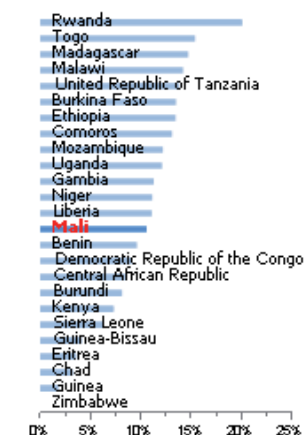 Rwanda
Togo
Madagascar
Malawi
United Republic of Tanzania
Burkina Faso
Ethiopia
Comoros
Mozambique
Uganda
Gambia
Niger
Liberia
Mali
Benin
Democratic Republic of the Congo
Central African Republic
Burundi
Kenya
Sierra Leone
Guinea-Bissau
Eritrea
Chad
Guinea
Zimbabwe
0% 5% 10% 15% 20% 25%